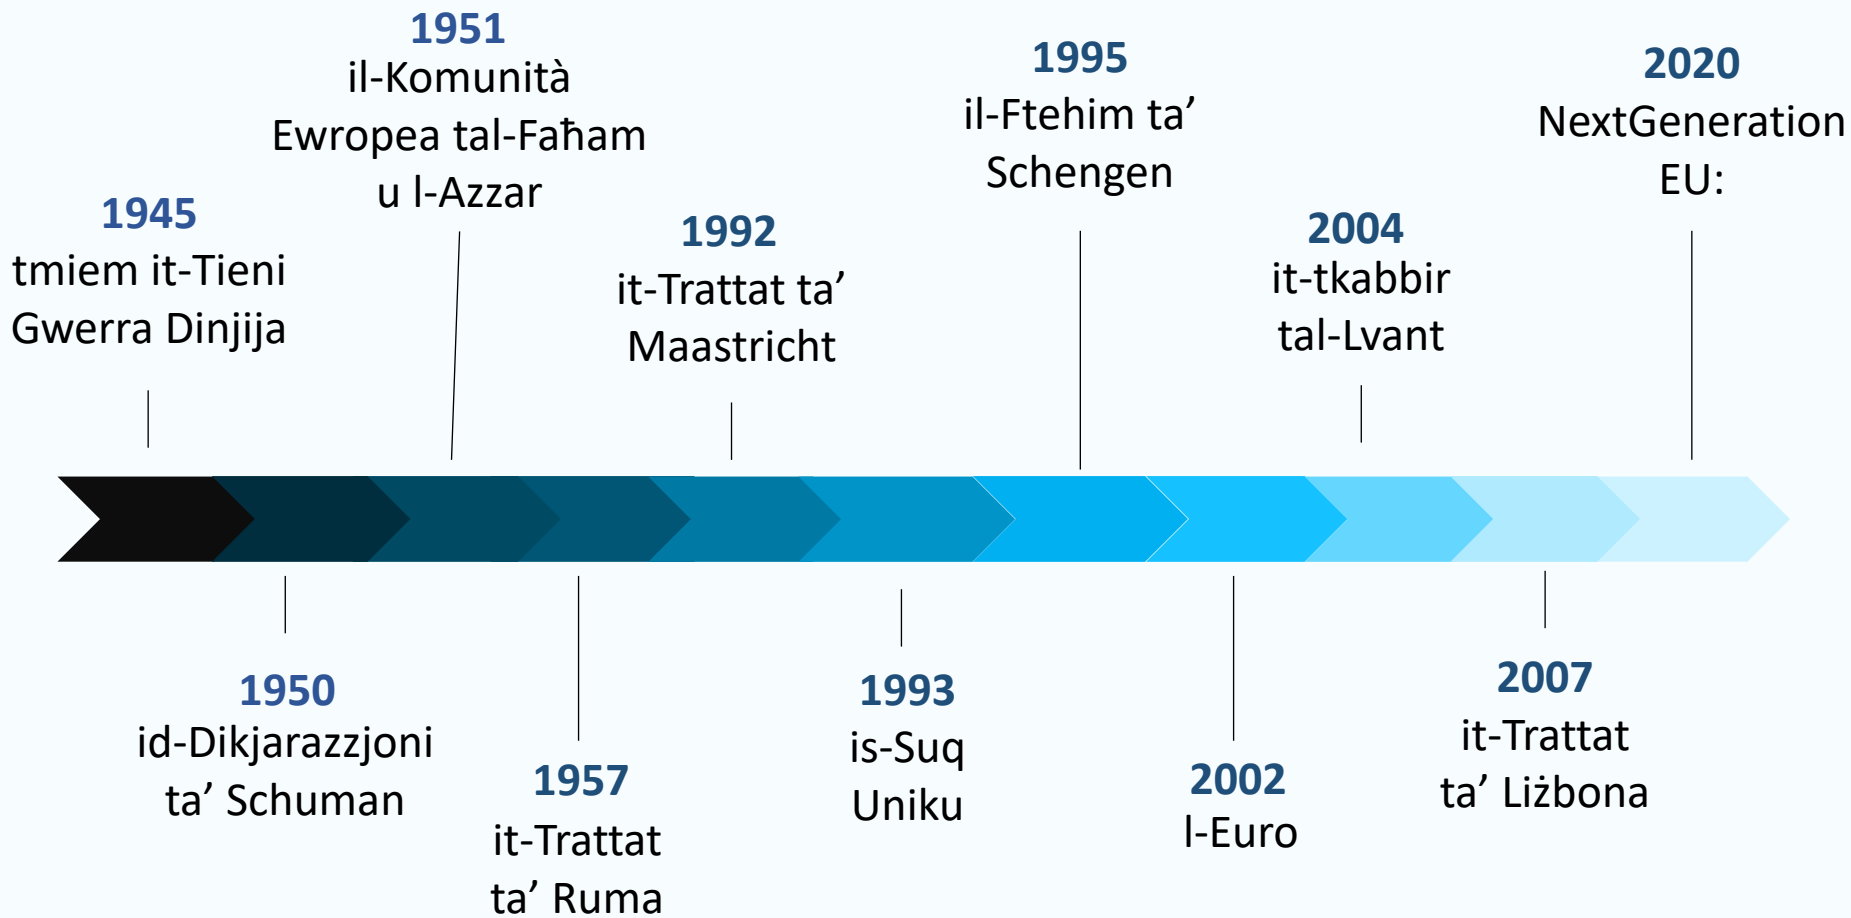 1945
tmiem it-Tieni
Gwerra Dinjija
1950
id-Dikjarazzjoni
ta’ Schuman
1951
il-Komunità
Ewropea tal-Faħam
u l-Azzar
1957
it-Trattat
ta’ Ruma
1992
it-Trattat ta’
Maastricht
1993
is-Suq
Uniku
1995
il-Ftehim ta’
Schengen
2002
l-Euro
2004
it-tkabbir
tal-Lvant
2007
it-Trattat
ta’ Liżbona
2020
NextGeneration
EU: